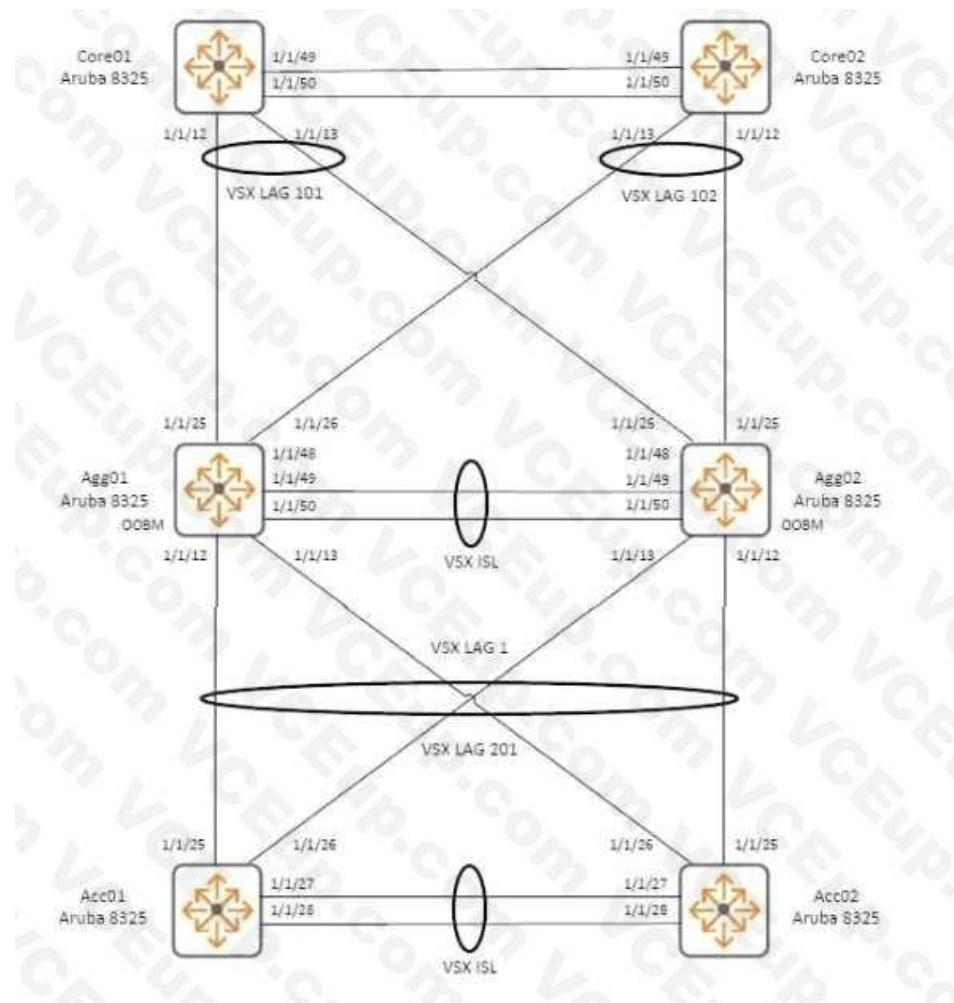 Core01
Aruba 8325
1/1/49
1/1/50
1/1/49
1/1/50
Core02
Aruba 8325
1/1/12
1/1/13
1/1/13
1/1/12
VSX LAG 101
VSX LAG 102
1/1/25
1/1/26
1/1/26
1/1/25
Agg01
Aruba 8325
OOBM
1/1/48
1/1/49
1/1/50
1/1/48
1/1/49
1/1/50
Agg02
Aruba 8325
OOBM
1/1/12
1/1/13
VSX ISL
1/1/13
1/1/12
VSX LAG 1
VSX LAG 201
1/1/25
1/1/26
1/1/26
1/1/25
Acc01
Aruba 8325
1/1/27
1/1/28
1/1/27
1/1/28
Acc02
Aruba 8325
VSX ISL
VCEup.com